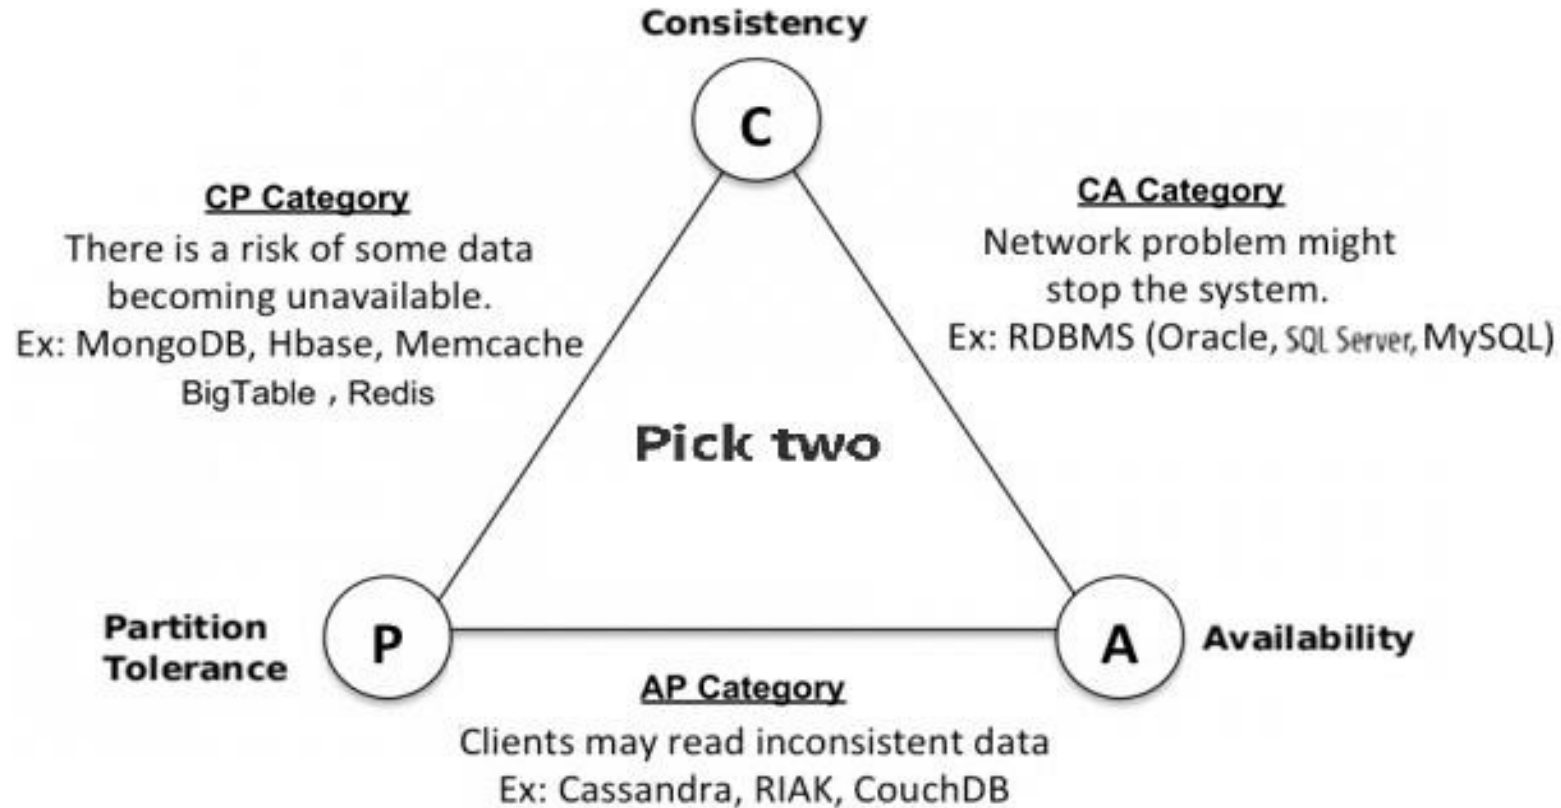 Consistency
C
CP Category
There is a risk of some data
becoming unavailable.
Ex: MongoDB, Hbase, Memcache
BigTable , Redis
CA Category
Network problem might
stop the system.
Ex: RDBMS (Oracle, SQL Server, MySQL)
Pick two
Partition
Tolerance
P
A
Availability
AP Category
Clients may read inconsistent data
Ex: Cassandra, RIAK, CouchDB